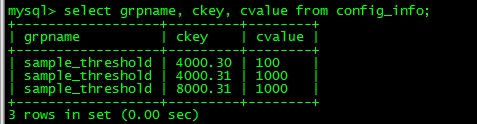 mysql> select grpname, ckey, cvalue from config_info;
+------------------+---------+--------+
| grpname          | ckey    | cvalue |
+------------------+---------+--------+
| sample_threshold | 4000.30 | 100    |
| sample_threshold | 4000.31 | 1000   |
| sample_threshold | 8000.31 | 1000   |
+------------------+---------+--------+
3 rows in set (0.00 sec)